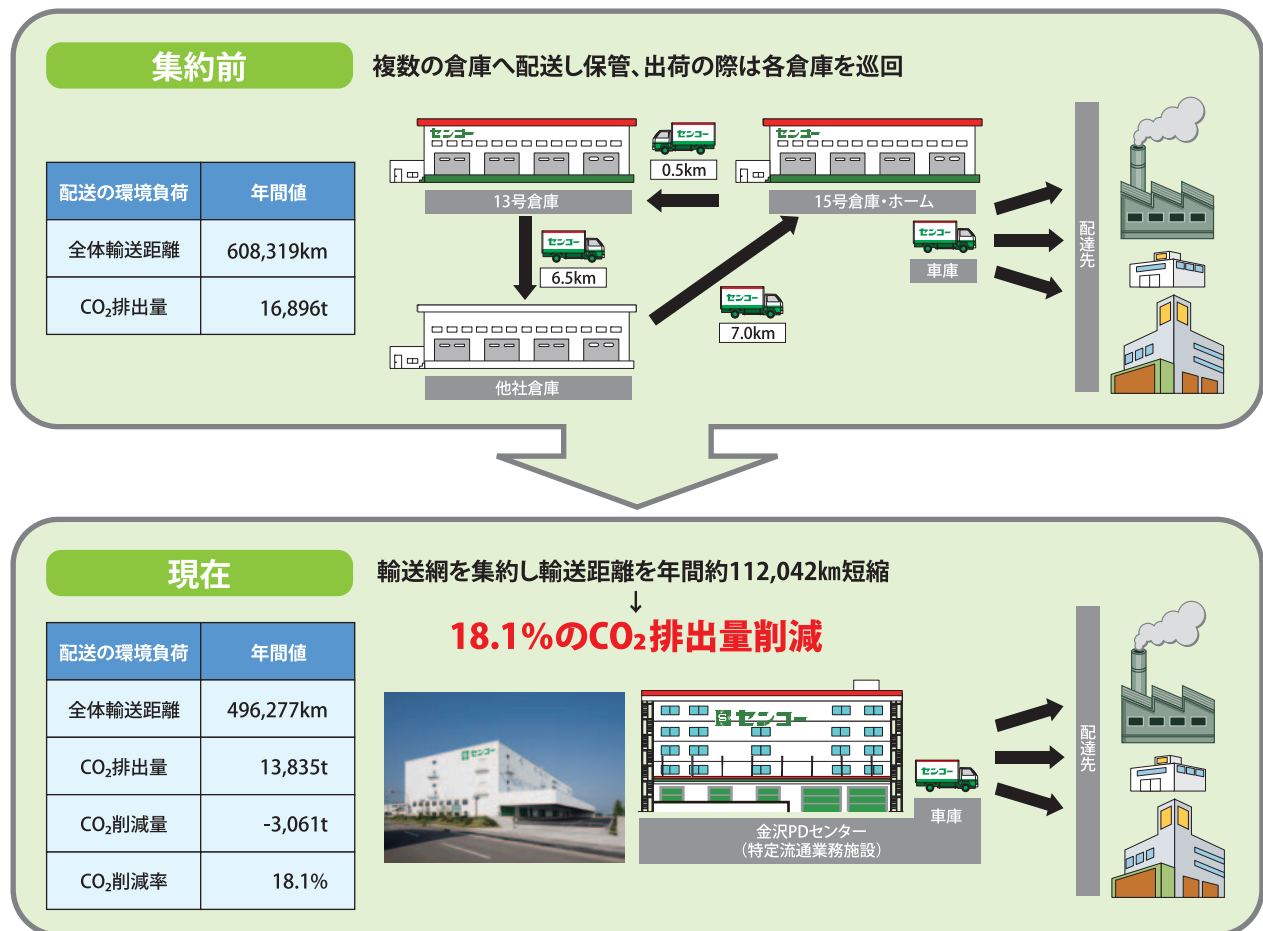 集約前
複数の倉庫へ配送し保管、出荷の際は各倉庫を巡回
配送の環境負荷 年間値
全体輸送距離 608,319km
CO₂排出量 16,896t
センコー
13号倉庫
センコー
0.5km
センコー
15号倉庫・ホーム
センコー
6.5km
他社倉庫
センコー
7.0km
センコー
車庫
配達先
現在
輸送網を集約し輸送距離を年間約112,042㎞短縮
↓
18.1%のCO₂排出量削減
配送の環境負荷 年間値
全体輸送距離 496,277km
CO₂排出量 13,835t
CO₂削減量 -3,061t
CO₂削減率 18.1%
センコー
センコー
金沢PDセンター
（特定流通業務施設）
センコー
車庫
配達先